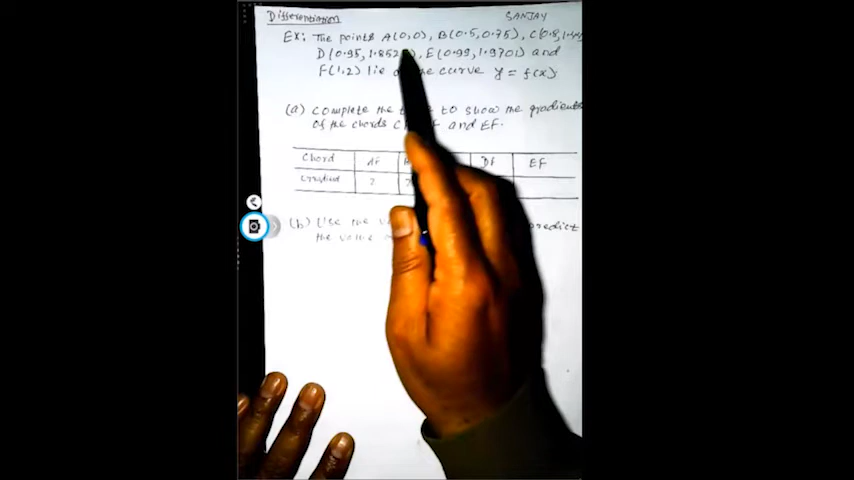 Differentiation SANJAY
Ex: The points A(0,0), B(0.5,0.75), C(0.8,1.44
D(0.95,1.852 ), E(0.99,1.9701) and
F(1,2) lie the curve y = f(x)
(a) Complete the to show the gradients
of the chords and EF.
Chord AF DF EF
Gradient ? ?
(b) Use the predict
the value